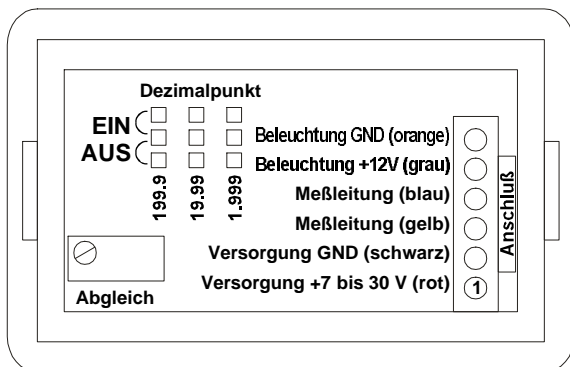 Dezimalpunkt
EIN
AUS
199.9
19.99
1.999
Beleuchtung GND (orange)
Beleuchtung +12V (grau)
Meßleitung (blau)
Meßleitung (gelb)
Versorgung GND (schwarz)
Versorgung +7 bis 30 V (rot)
1
Anschluß
Abgleich